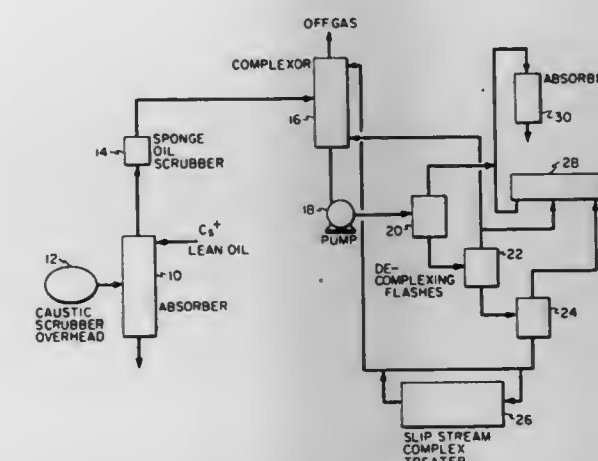 OFFGAS
COMPLEXOR
16
ABSORBE
30
14
SPONGE
OIL
SCRUBBER
28
18
PUMP
20
C5+
LEAN OIL
22
12
10
DE-
COMPLEXING
FLASHES
CAUSTIC
SCRUBBER
OVERHEAD
ABSORBER
24
26
SLIP STREAM
COMPLEX
TREATER